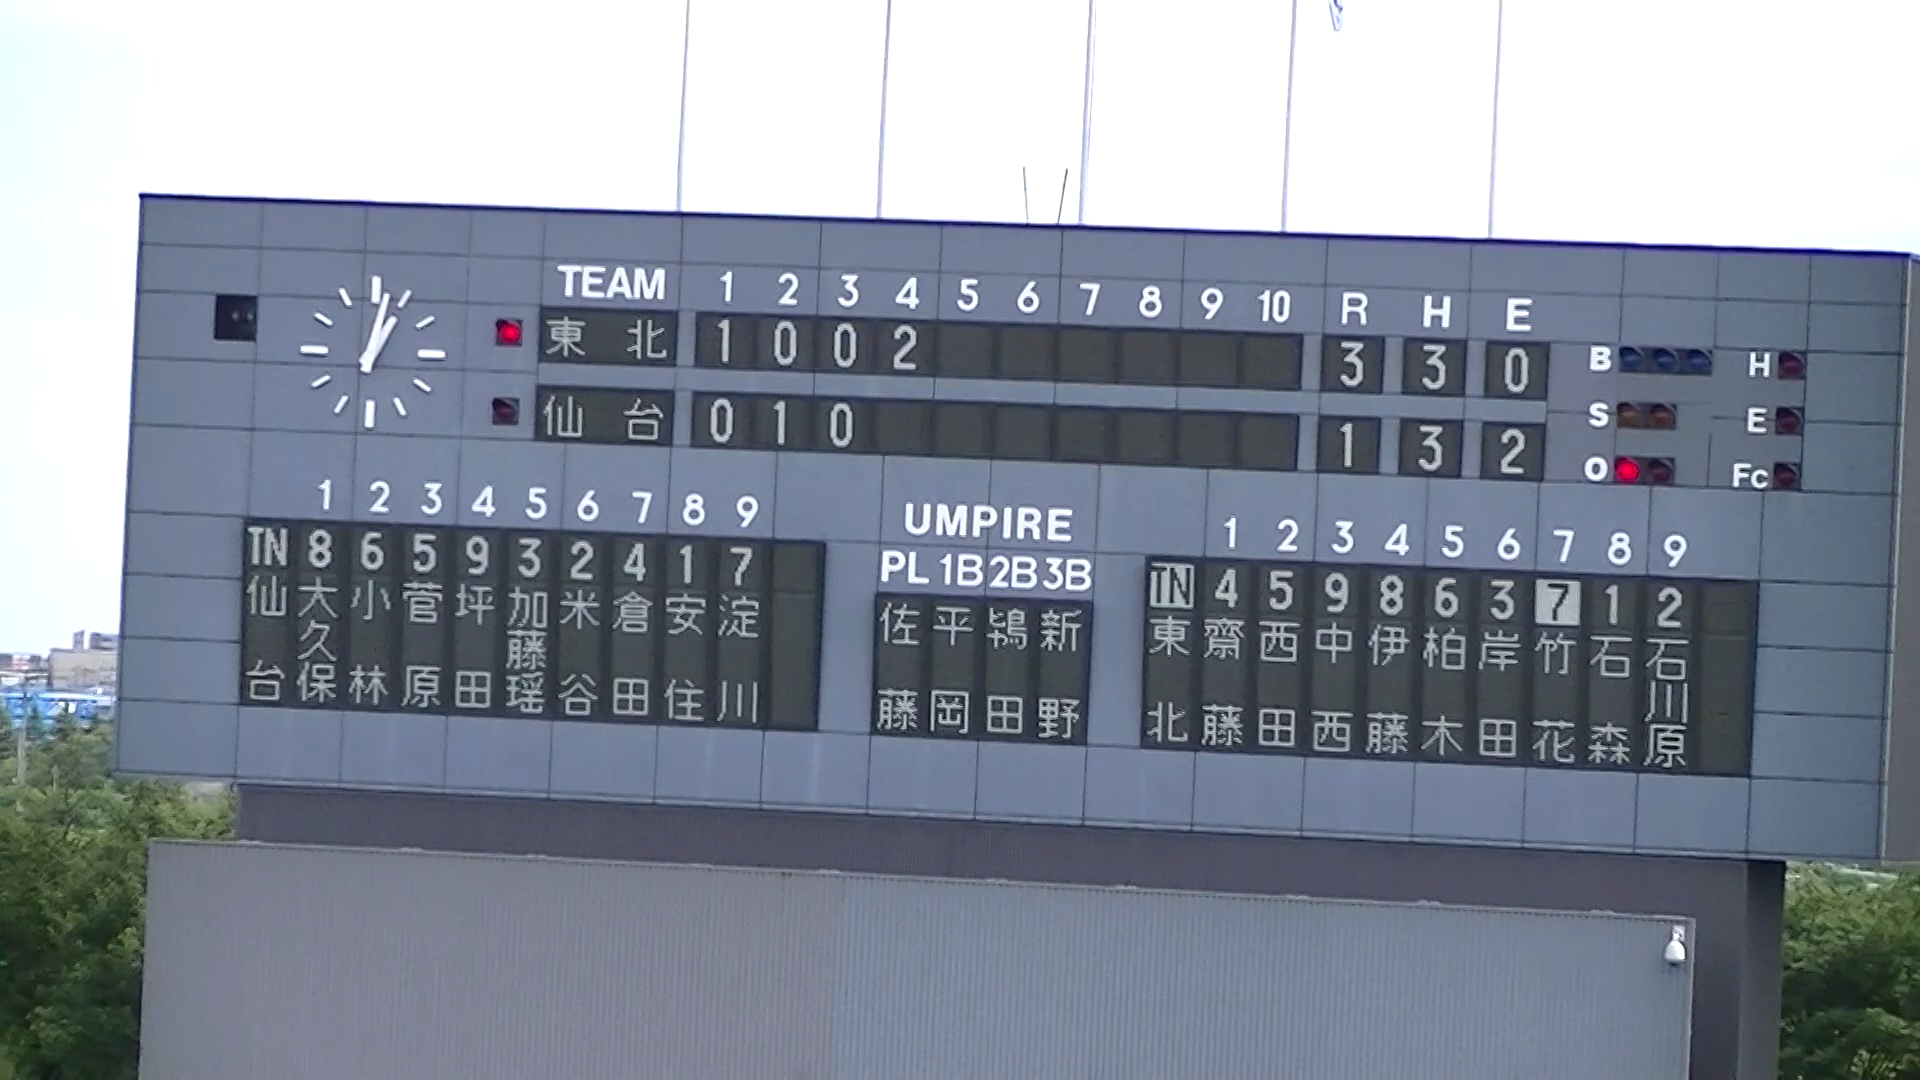 TEAM 1 2 3 4 5 6 7 8 9 10 R H E
東北 1 0 0 2 3 3 0
仙台 0 1 0 1 3 2
B H
S E
O Fc
1 2 3 4 5 6 7 8 9
TN 8 6 5 9 3 2 4 1 7
仙台 大久保 小林 菅原 坪田 加藤瑶 米谷 倉田 安住 淀川
UMPIRE
PL 1B 2B 3B
佐藤 平岡 鴇田 新野
1 2 3 4 5 6 7 8 9
TN 4 5 9 8 6 3 7 1 2
東北 齋藤 西田 中西 伊藤 柏木 岸田 竹花 石森 石川原